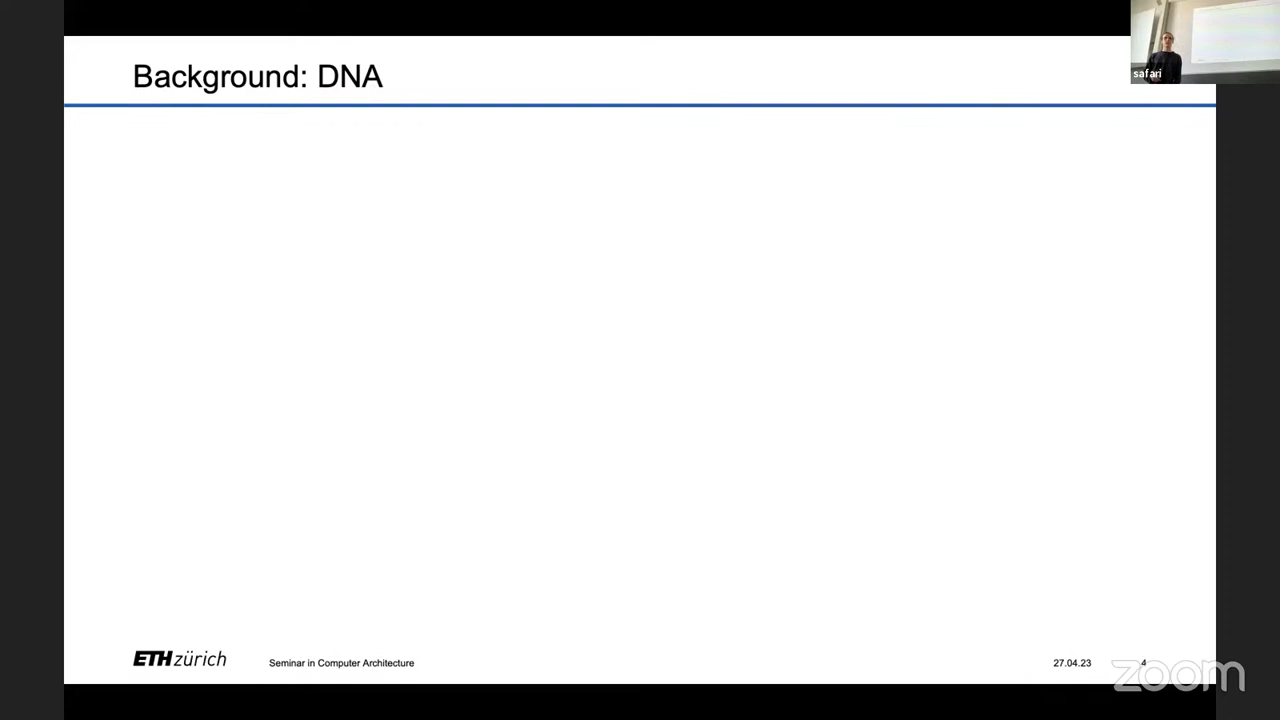 Background: DNA
safari
ETH zürich
Seminar in Computer Architecture
27.04.23
4
zoom